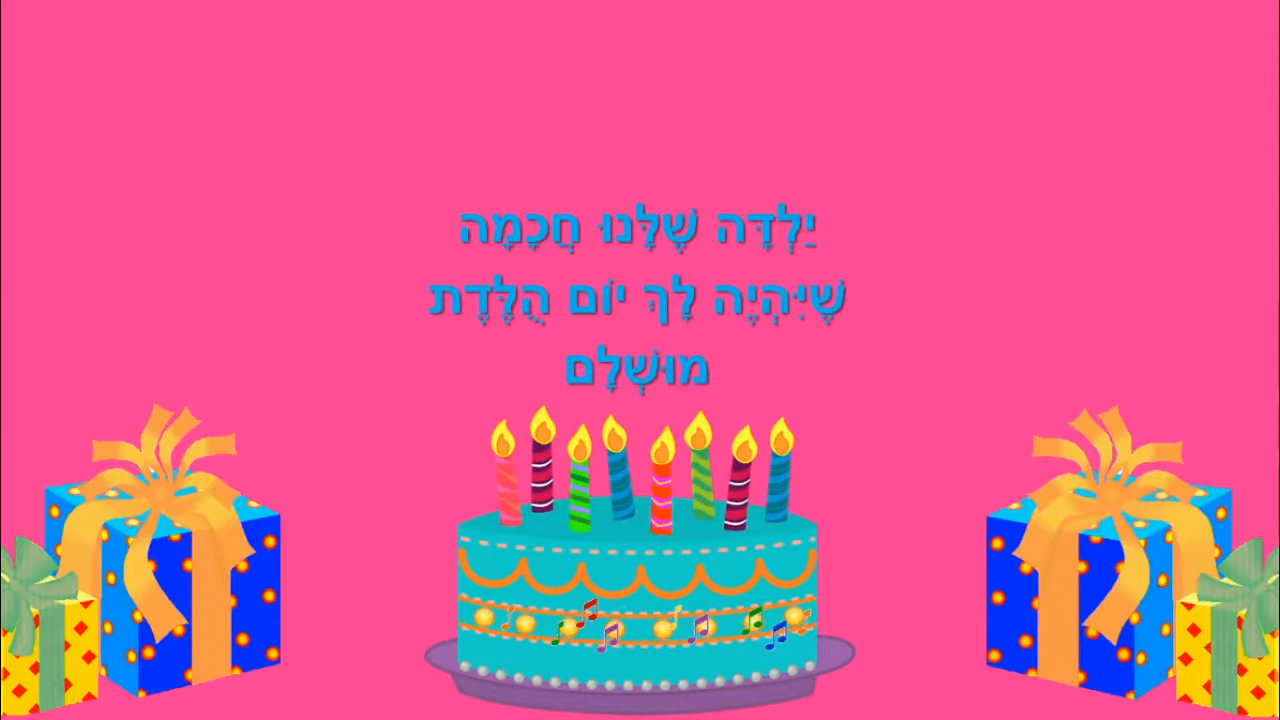 יַלְדָּה שֶׁלָּנוּ חֲכָמָה
שֶׁיִּהְיֶה לָךְ יוֹם הֻלֶּדֶת
מוּשְׁלָם